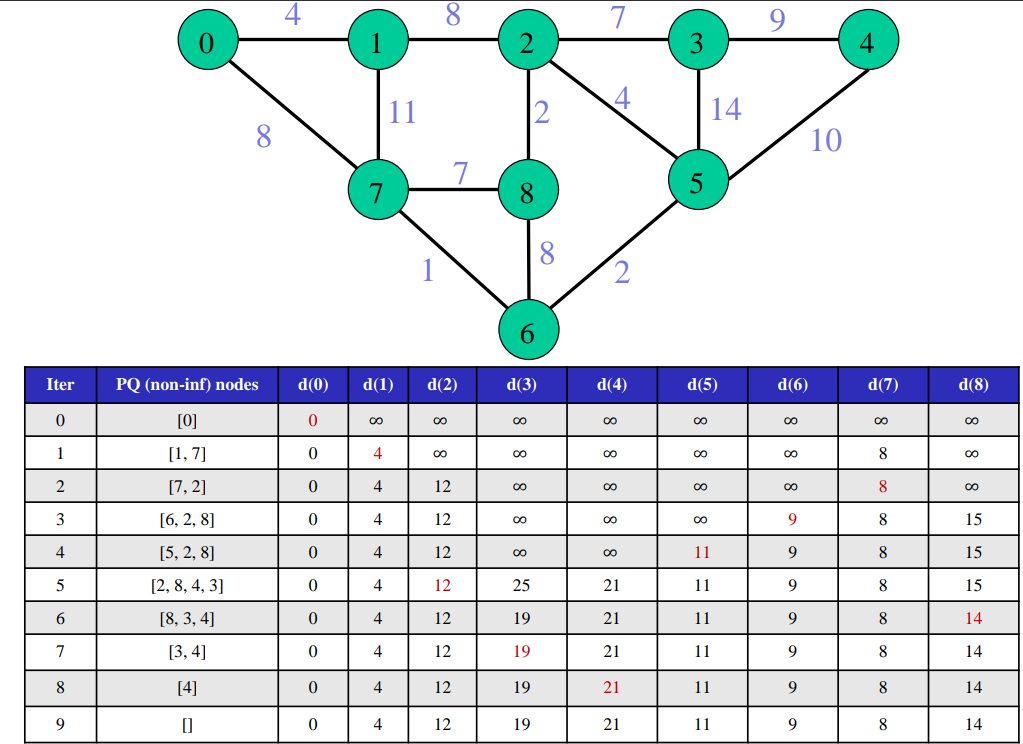 4 8 7 9
0 1 2 3 4
8 11 2 4 14 10
7 7 8 5
1 8 2
6
Iter PQ (non-inf) nodes d(0) d(1) d(2) d(3) d(4) d(5) d(6) d(7) d(8)
0 [0] 0 ∞ ∞ ∞ ∞ ∞ ∞ ∞ ∞
1 [1, 7] 0 4 ∞ ∞ ∞ ∞ ∞ 8 ∞
2 [7, 2] 0 4 12 ∞ ∞ ∞ ∞ 8 ∞
3 [6, 2, 8] 0 4 12 ∞ ∞ ∞ 9 8 15
4 [5, 2, 8] 0 4 12 ∞ ∞ 11 9 8 15
5 [2, 8, 4, 3] 0 4 12 25 21 11 9 8 15
6 [8, 3, 4] 0 4 12 19 21 11 9 8 14
7 [3, 4] 0 4 12 19 21 11 9 8 14
8 [4] 0 4 12 19 21 11 9 8 14
9 [] 0 4 12 19 21 11 9 8 14